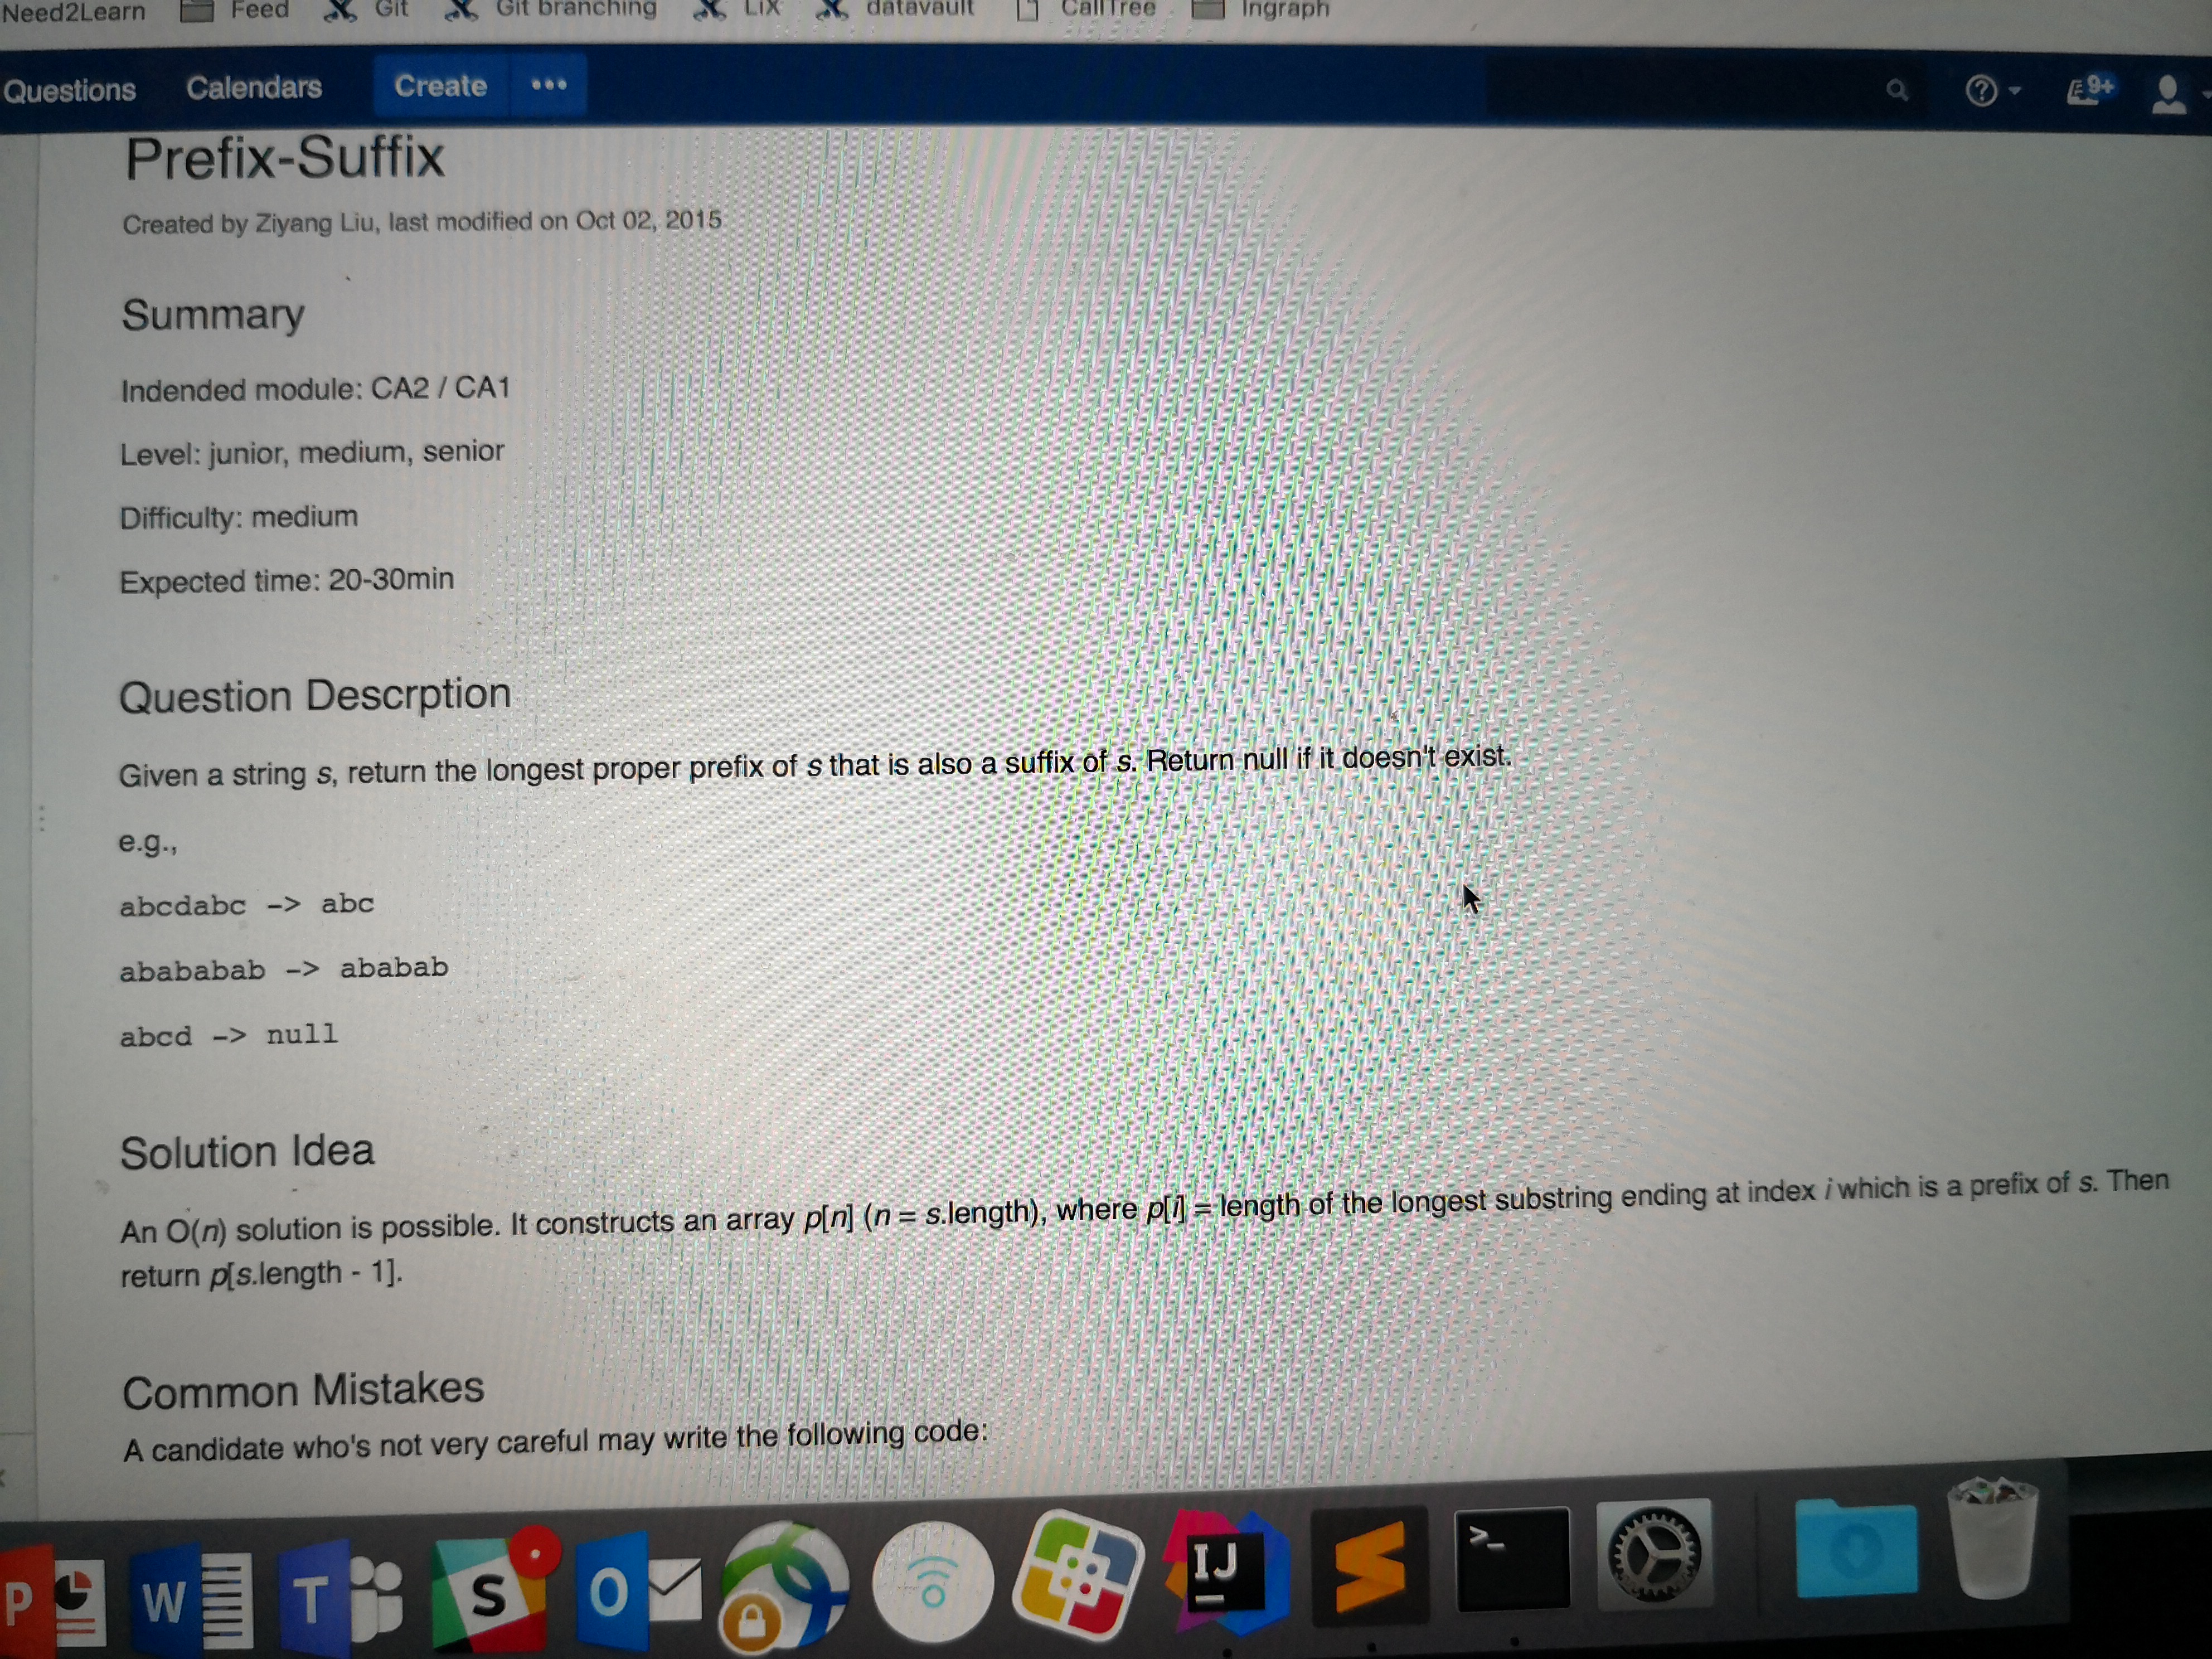 Need2Learn Feed Git Git branching LiX datavault CallTree Ingraph
Questions Calendars Create ••• ? 9+
Prefix-Suffix
Created by Ziyang Liu, last modified on Oct 02, 2015
Summary
Indended module: CA2 / CA1
Level: junior, medium, senior
Difficulty: medium
Expected time: 20-30min
Question Descrption
Given a string s, return the longest proper prefix of s that is also a suffix of s. Return null if it doesn't exist.
e.g.,
abcdabc -> abc
abababab -> ababab
abcd -> null
Solution Idea
An O(n) solution is possible. It constructs an array p[n] (n = s.length), where p[i] = length of the longest substring ending at index i which is a prefix of s. Then
return p[s.length - 1].
Common Mistakes
A candidate who's not very careful may write the following code:
P W T S O IJ >_